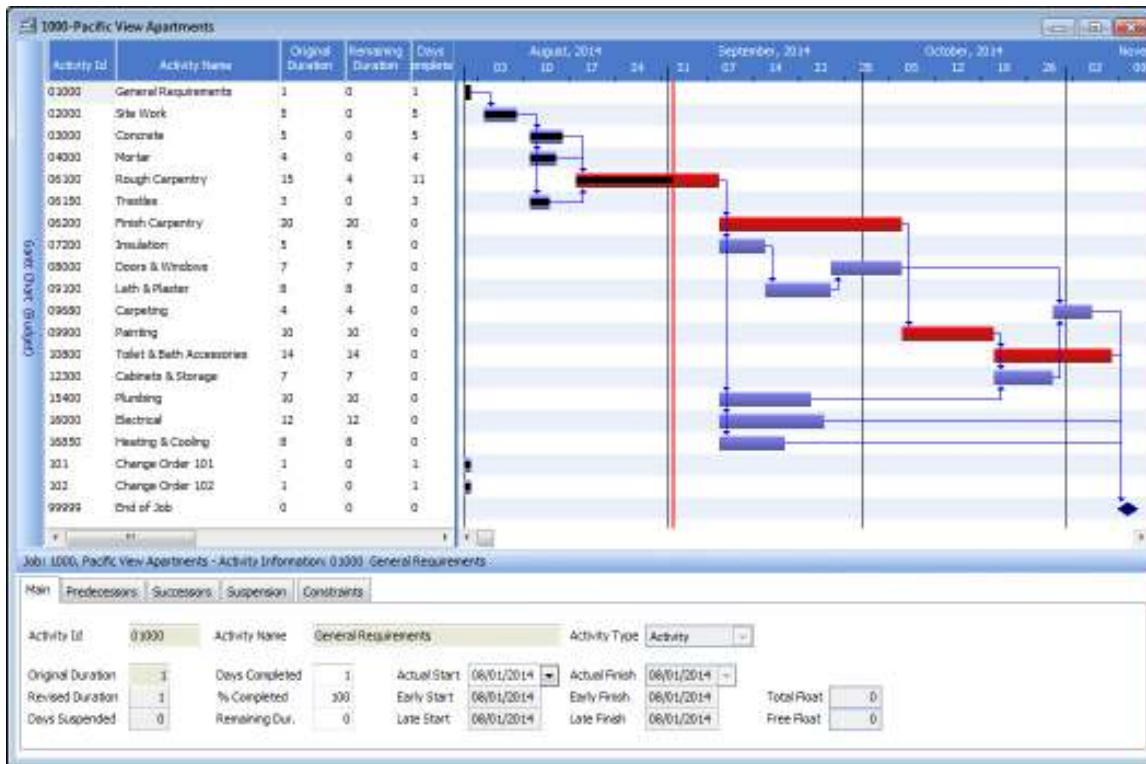 1000-Pacific View Apartments
Original Remaining Days August, 2014 September, 2014 October, 2014
Activity Id Activity Name Duration Duration 03 10 17 24 07 14 28 05 12 26
01000 General Requirements 1 0 1
02000 Site Work 5 0 5
03000 Concrete 5 0 5
04000 Mortar 4 0 4
06100 Rough Carpentry 15 4 11
3 0 3
06200 Finish Carpentry 20 20 0
07200 Insulation 5 5 0
08000 Doors & Windows 7 7 0
09100 Lath & Plaster 8 8 0
09680 Carpeting 4 4 0
09900 Painting 10 10 0
10800 Toilet & Bath Accessories 14 14 0
12300 Cabinets & Storage 7 7 0
15400 Plumbing 10 10 0
16000 Electrical 12 12 0
16850 Heating & Cooling 8 8 0
101 Change Order 101 1 0 1
102 Change Order 102 1 0 1
99999 End of Job 0 0 0
Gantt Chart (Budget)
Job: 1000, Pacific View Apartments - Activity Information: 01000 General Requirements
Main Predecessors Successors Suspension Constraints
Activity Id 01000 Activity Name General Requirements Activity Type Activity
Original Duration 1 Days Completed 1 Actual Start 08/01/2014 Actual Finish 08/01/2014
Revised Duration 1 % Completed 100 Early Start 08/01/2014 Early Finish 08/01/2014 Total Float 0
Days Suspended 0 Remaining Dur. 0 Late Start 08/01/2014 Late Finish 08/01/2014 Free Float 0